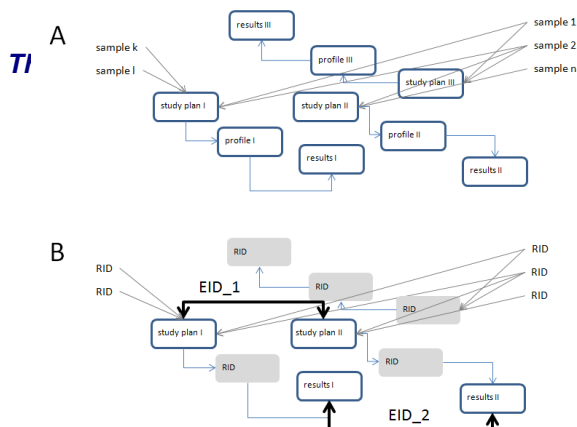 A
results III
sample 1
sample k
sample 2
profile III
sample l
sample n
study plan III
study plan I
study plan II
profile I
profile II
results I
results II
B
RID
RID
RID
EID_1
RID
RID
RID
RID
RID
study plan I
study plan II
RID
RID
results I
results II
EID_2